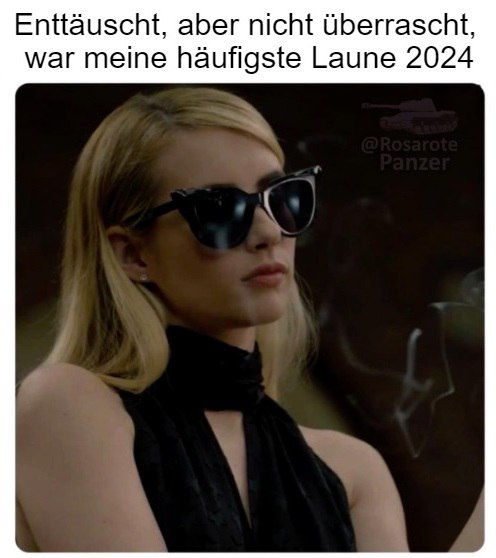 Enttäuscht, aber nicht überrascht,
war meine häufigste Laune 2024
@Rosarote
Panzer